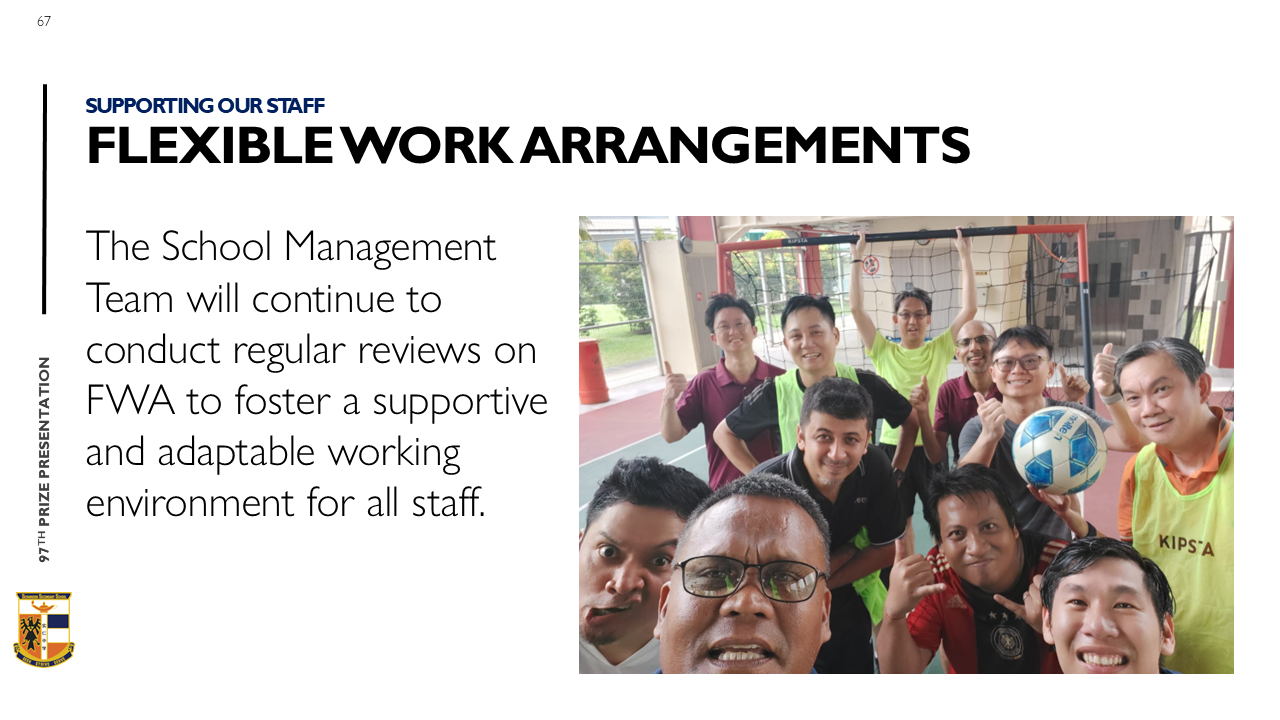 67
SUPPORTING OUR STAFF
FLEXIBLE WORK ARRANGEMENTS
The School Management
Team will continue to
conduct regular reviews on
FWA to foster a supportive
and adaptable working
environment for all staff.
97TH PRIZE PRESENTATION
KIPSTA
molten
KIPSTA